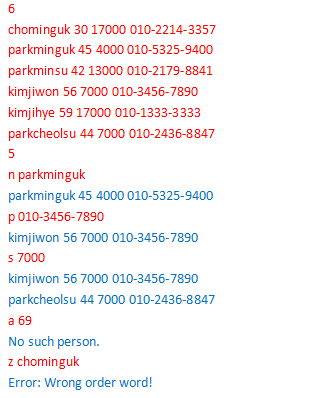 6
chominguk 30 17000 010-2214-3357
parkminguk 45 4000 010-5325-9400
parkminsu 42 13000 010-2179-8841
kimjiwon 56 7000 010-3456-7890
kimjihye 59 17000 010-1333-3333
parkcheolsu 44 7000 010-2436-8847
5
n parkminguk
parkminguk 45 4000 010-5325-9400
p 010-3456-7890
kimjiwon 56 7000 010-3456-7890
s 7000
kimjiwon 56 7000 010-3456-7890
parkcheolsu 44 7000 010-2436-8847
a 69
No such person.
z chominguk
Error: Wrong order word!